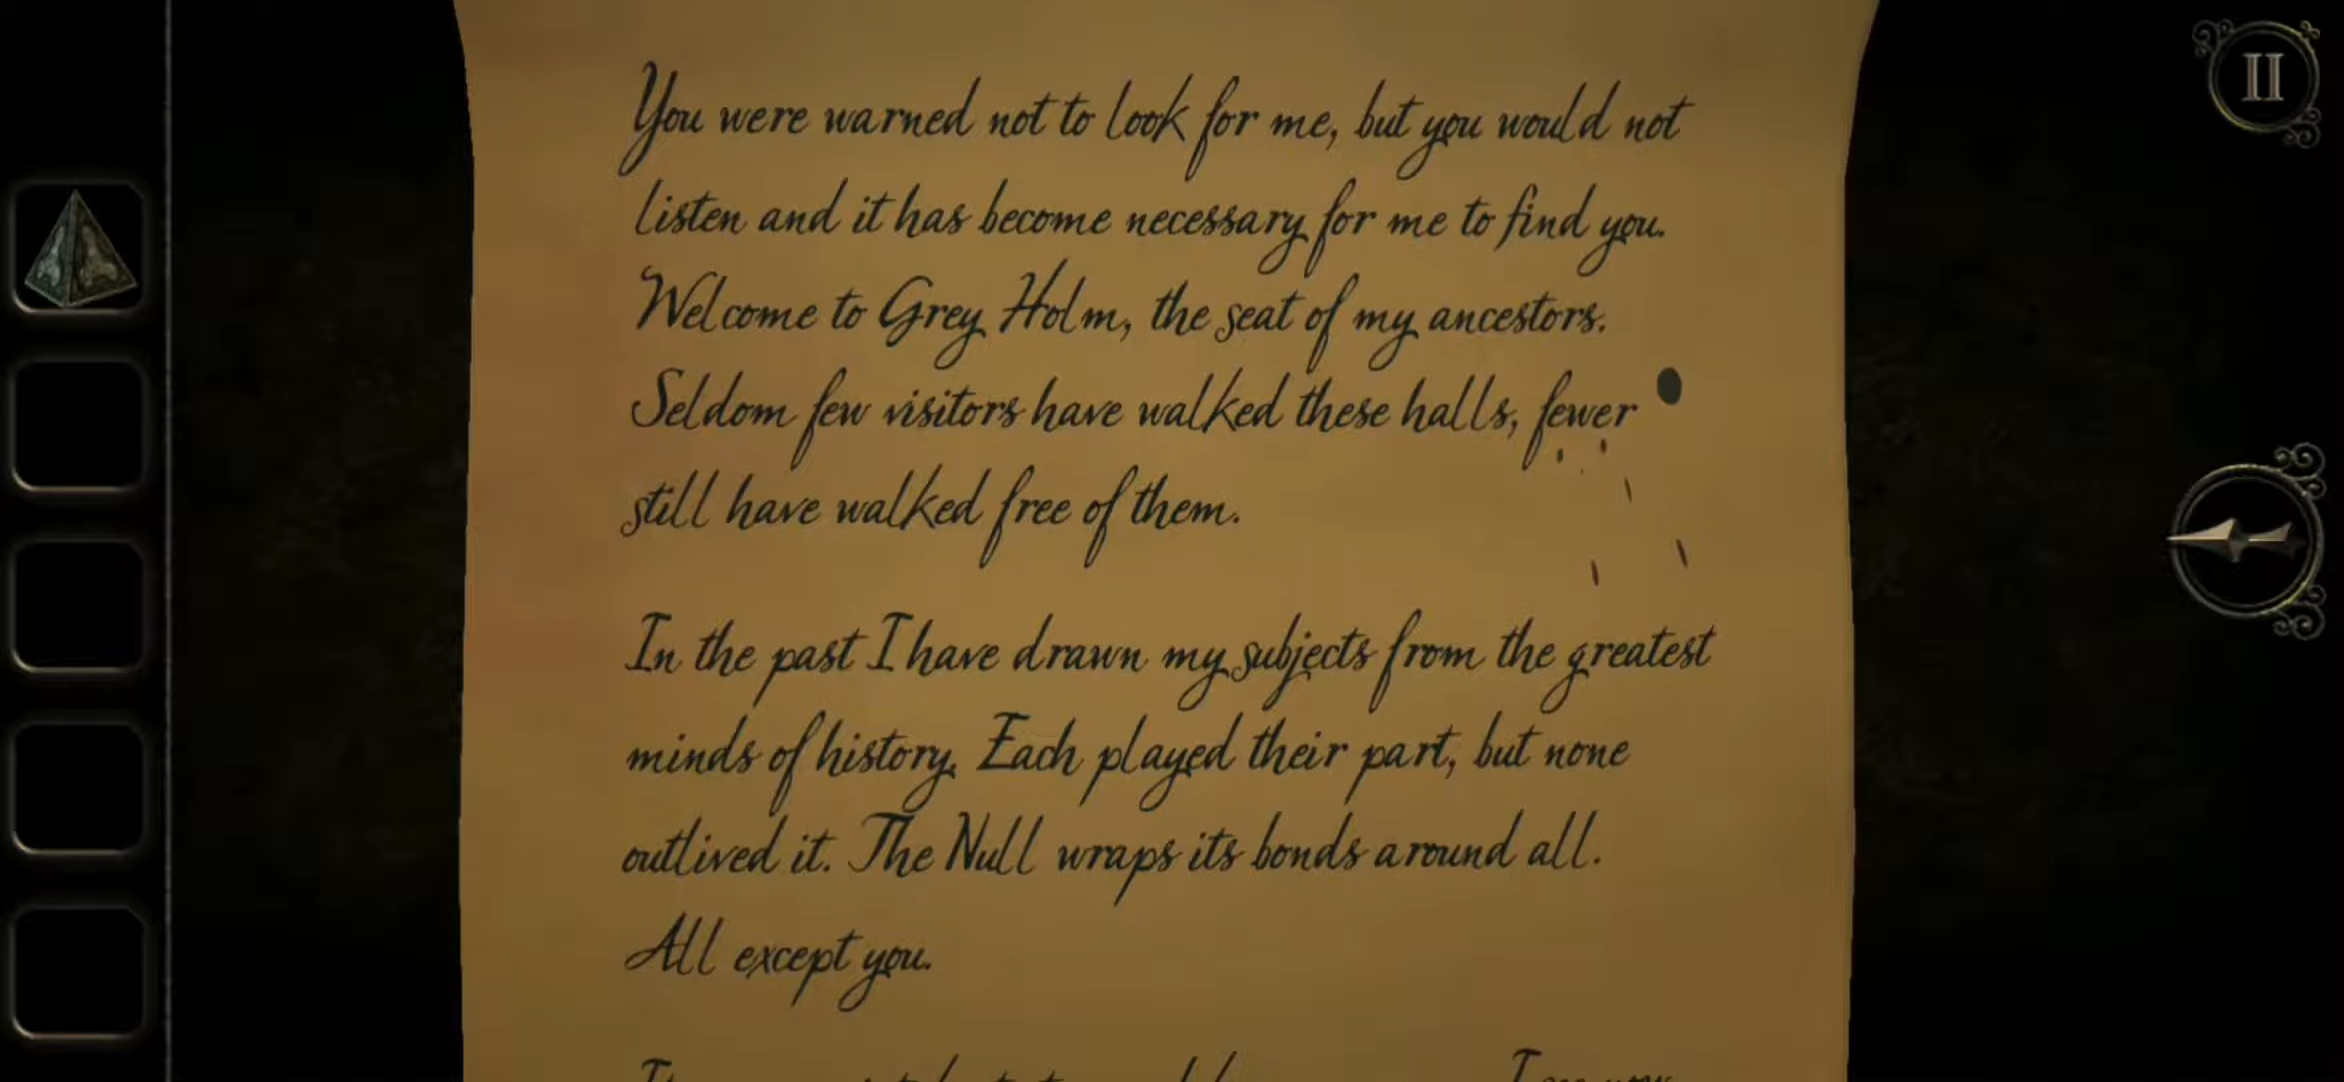 II
You were warned not to look for me, but you would not
listen and it has become necessary for me to find you.
Welcome to Grey Holm, the seat of my ancestors.
Seldom few visitors have walked these halls, fewer
still have walked free of them.
In the past I have drawn my subjects from the greatest
minds of history. Each played their part, but none
outlived it. The Null wraps its bonds around all.
All except you.